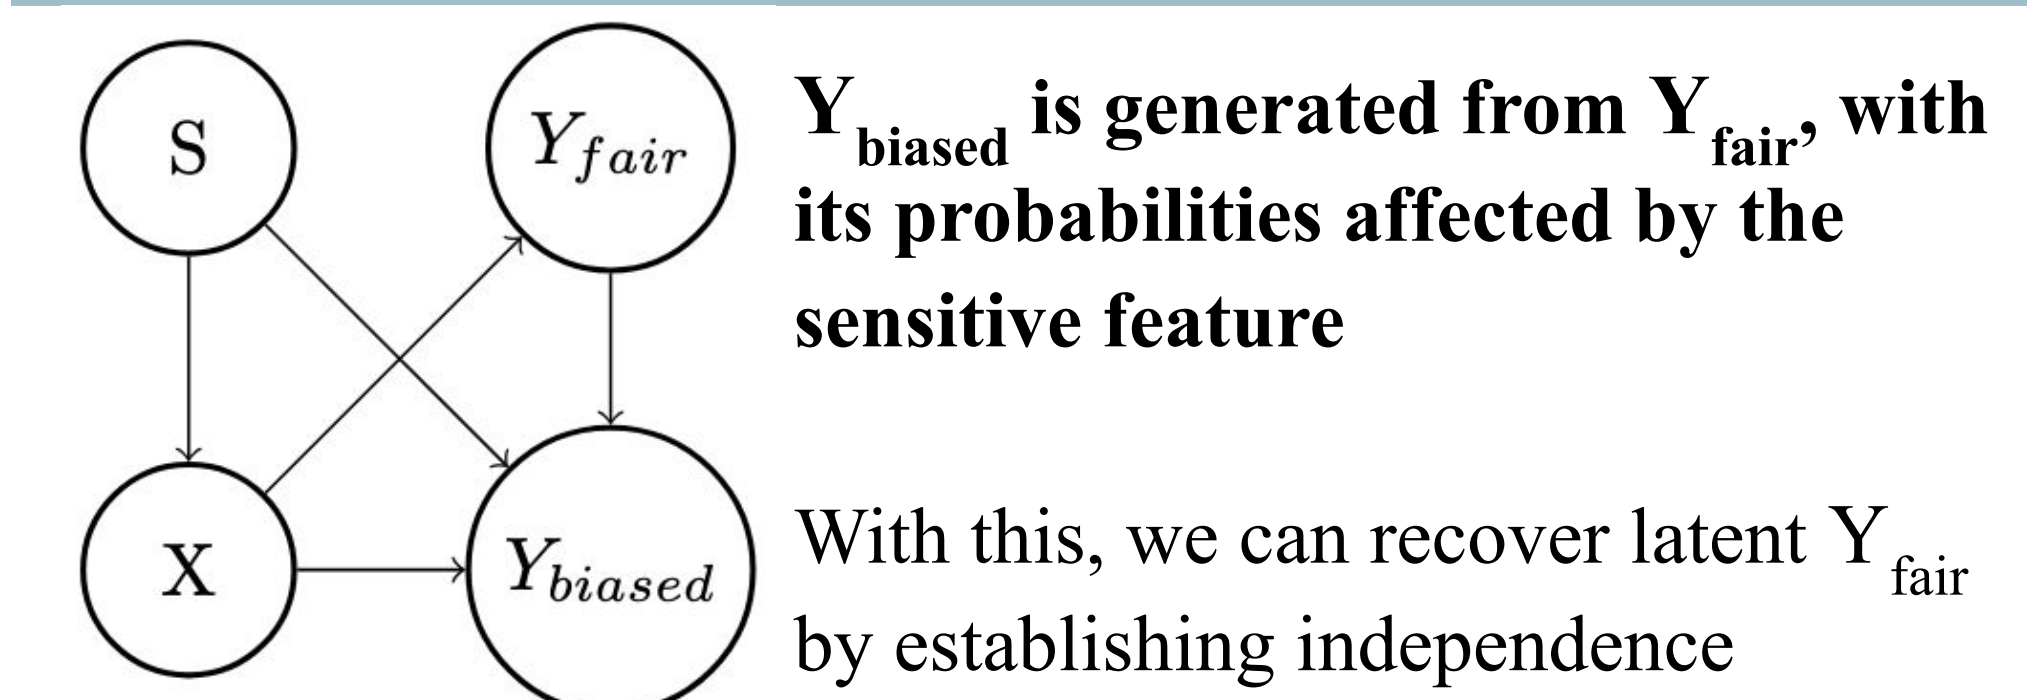 S
Y_fair
X
Y_biased
Y_biased is generated from Y_fair, with
its probabilities affected by the
sensitive feature
With this, we can recover latent Y_fair
by establishing independence